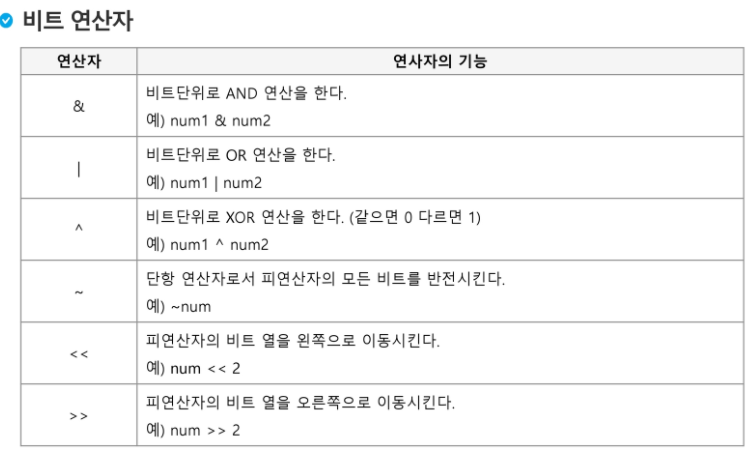 비트 연산자
연산자 연사자의 기능
& 비트단위로 AND 연산을 한다.
예) num1 & num2
| 비트단위로 OR 연산을 한다.
예) num1 | num2
^ 비트단위로 XOR 연산을 한다. (같으면 0 다르면 1)
예) num1 ^ num2
~ 단항 연산자로서 피연산자의 모든 비트를 반전시킨다.
예) ~num
<< 피연산자의 비트 열을 왼쪽으로 이동시킨다.
예) num << 2
>> 피연산자의 비트 열을 오른쪽으로 이동시킨다.
예) num >> 2